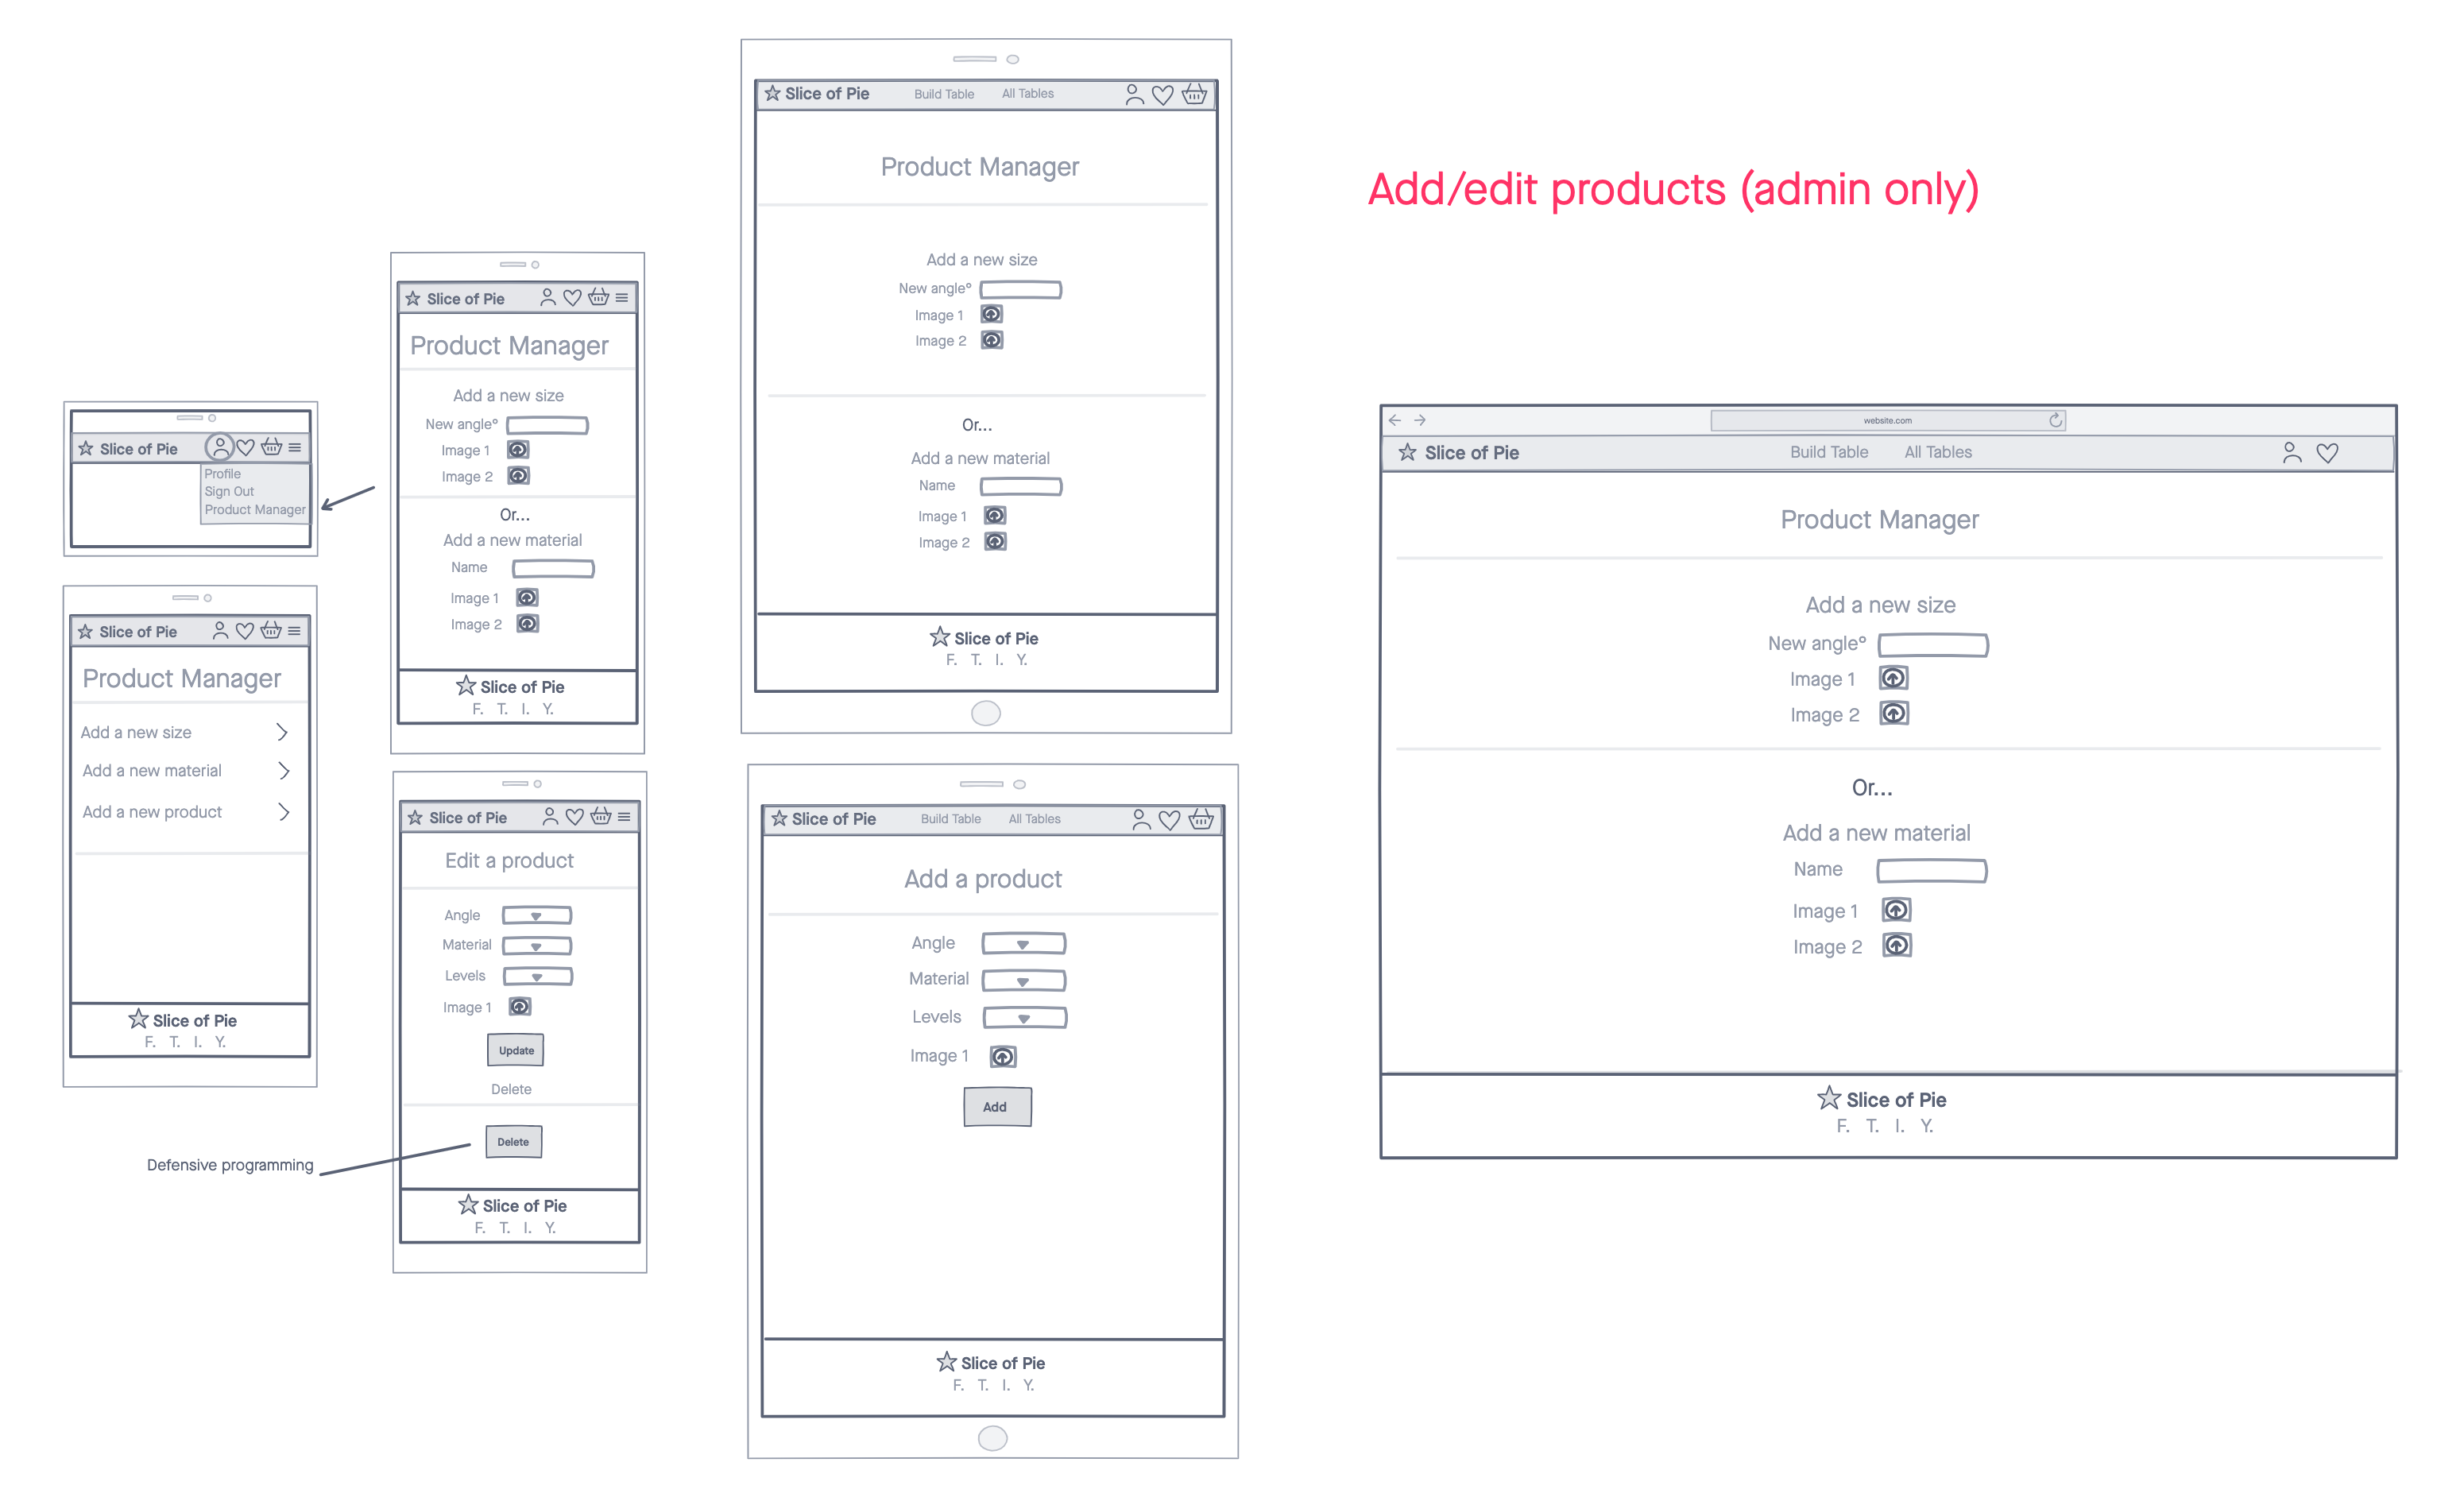 Add/edit products (admin only)
Slice of Pie
Profile
Sign Out
Product Manager
Slice of Pie
Product Manager
Add a new size
Add a new material
Add a new product
Slice of Pie
F. T. I. Y.
Slice of Pie
Product Manager
Add a new size
New angle°
Image 1
Image 2
Or...
Add a new material
Name
Image 1
Image 2
Slice of Pie
F. T. I. Y.
Slice of Pie
Edit a product
Angle
Material
Levels
Image 1
Update
Delete
Delete
Defensive programming
Slice of Pie
F. T. I. Y.
Slice of Pie Build Table All Tables
Product Manager
Add a new size
New angle°
Image 1
Image 2
Or...
Add a new material
Name
Image 1
Image 2
Slice of Pie
F. T. I. Y.
Slice of Pie Build Table All Tables
Add a product
Angle
Material
Levels
Image 1
Add
Slice of Pie
F. T. I. Y.
website.com
Slice of Pie Build Table All Tables
Product Manager
Add a new size
New angle°
Image 1
Image 2
Or...
Add a new material
Name
Image 1
Image 2
Slice of Pie
F. T. I. Y.